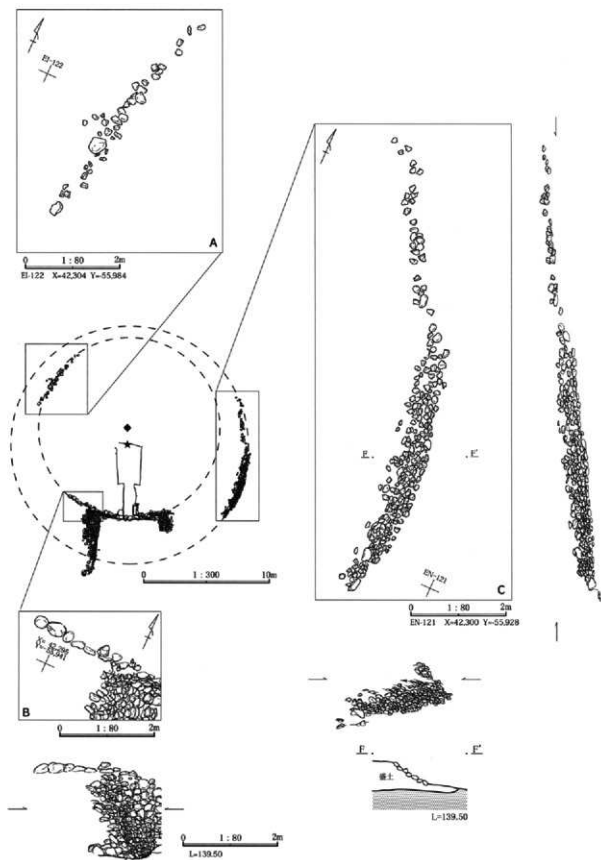 EI-122
A
0 1 : 80 2m
EI-122 X=42,304 Y=-55,984
0 1 : 300 10m
B
0 1 : 80 2m
0 1 : 80 2m
L=139.50
F F'
EN-121
C
0 1 : 80 2m
EN-121 X=42,300 Y=-55,928
F F'
盛土
L=139.50